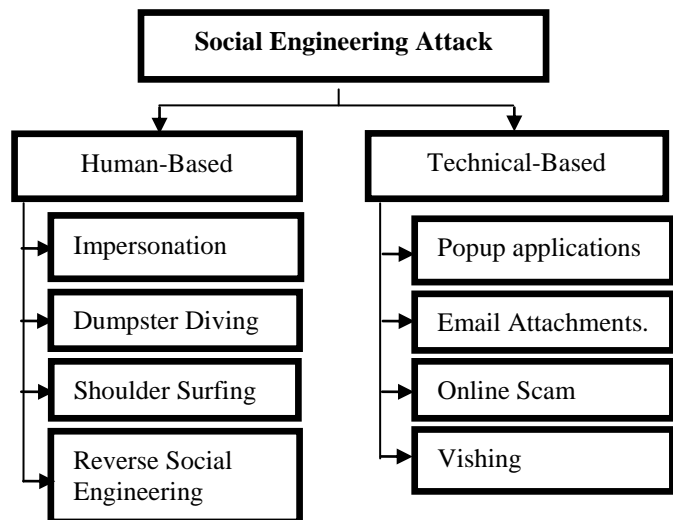 Social Engineering Attack
Human-Based
Technical-Based
Impersonation
Dumpster Diving
Shoulder Surfing
Reverse Social
Engineering
Popup applications
Email Attachments.
Online Scam
Vishing